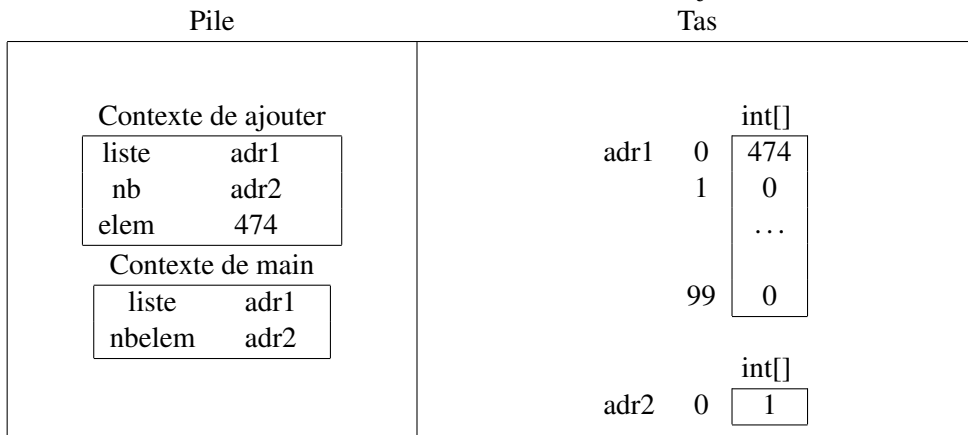 Pile Tas
Contexte de ajouter
liste adr1
nb adr2
elem 474
Contexte de main
liste adr1
nbelem adr2
int[]
adr1 0 474
1 0
...
99 0
int[]
adr2 0 1